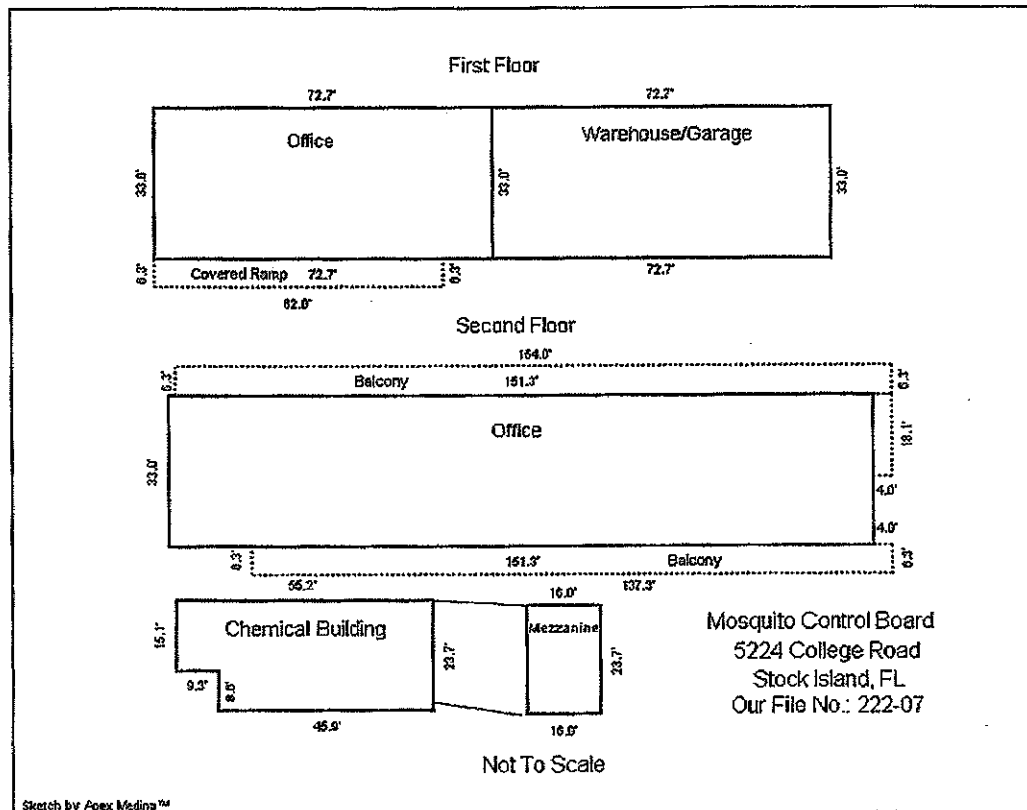 First Floor
72.7' 72.7'
Office Warehouse/Garage
33.0' 33.0' 33.0'
6.3' Covered Ramp 72.7' 6.3' 72.7'
62.0'
Second Floor
154.0'
6.3' Balcony 151.3' 6.3'
Office
33.0' 18.1'
4.0'
4.0'
6.3' 151.3' Balcony 6.3'
55.2' 137.3' 16.0'
15.1' Chemical Building 23.7' Mezzanine 23.7'
9.3' 8.6'
45.9' 16.0'
Mosquito Control Board
5224 College Road
Stock Island, FL
Our File No.: 222-07
Not To Scale
Sketch by Apex Medina™